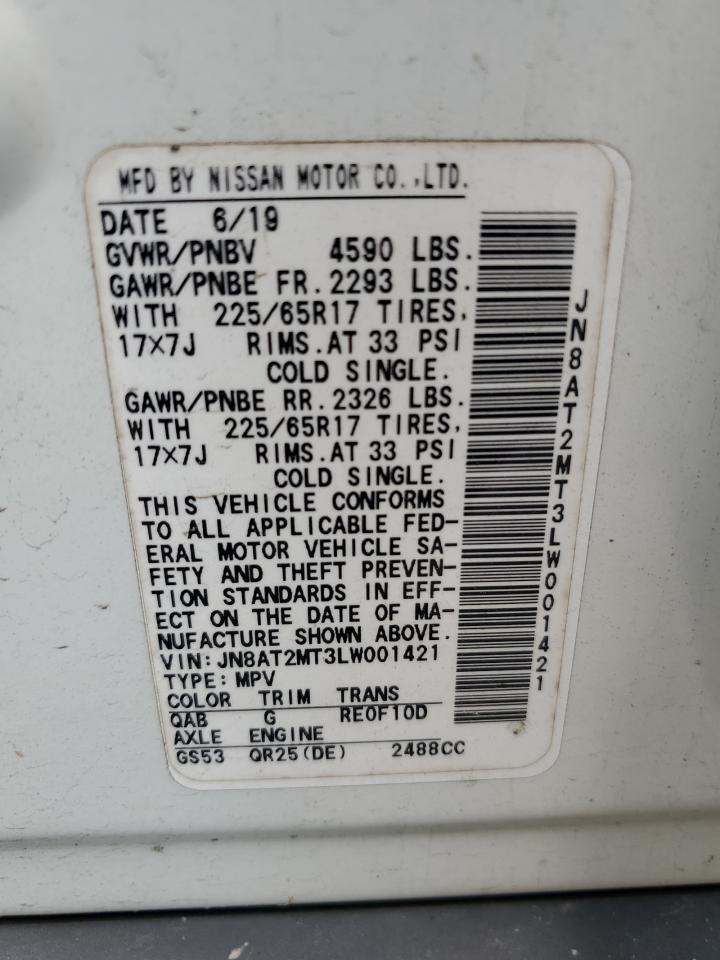 MFD BY NISSAN MOTOR CO.,LTD.
DATE 6/19
GVWR/PNBV 4590 LBS.
GAWR/PNBE FR.2293 LBS.
WITH 225/65R17 TIRES,
17X7J RIMS.AT 33 PSI
COLD SINGLE.
GAWR/PNBE RR.2326 LBS.
WITH 225/65R17 TIRES,
17X7J RIMS.AT 33 PSI
COLD SINGLE.
THIS VEHICLE CONFORMS
TO ALL APPLICABLE FED-
ERAL MOTOR VEHICLE SA-
FETY AND THEFT PREVEN-
TION STANDARDS IN EFF-
ECT ON THE DATE OF MA-
NUFACTURE SHOWN ABOVE.
VIN:JN8AT2MT3LW001421
TYPE:MPV
COLOR TRIM TRANS
QAB G RE0F10D
AXLE ENGINE
GS53 QR25(DE) 2488CC
JN8AT2MT3LW001421